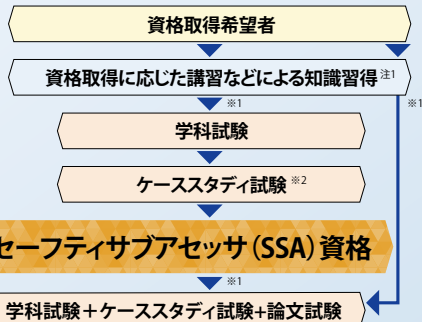 資格取得希望者
資格取得に応じた講習などによる知識習得 注1
※1 ※1
学科試験
ケーススタディ試験 ※2
セーフティサブアセッサ(SSA)資格
※1
学科試験+ケーススタディ試験+論文試験